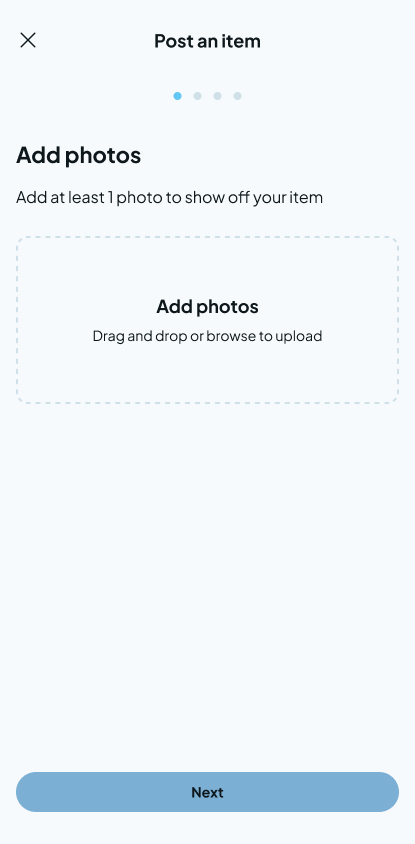 Post an item
Add photos
Add at least 1 photo to show off your item
Add photos
Drag and drop or browse to upload
Next